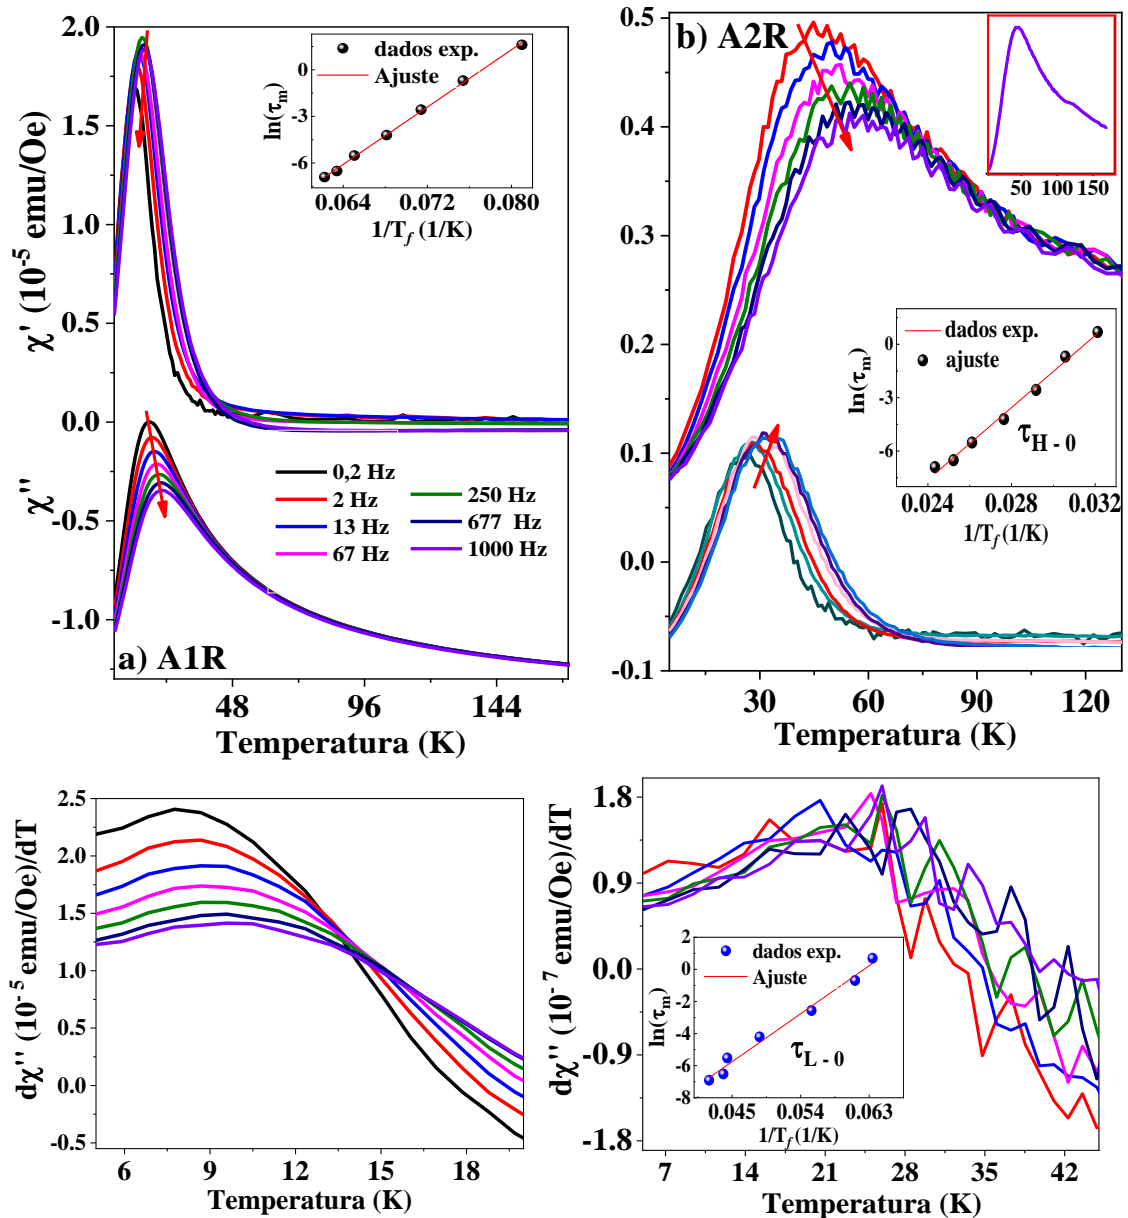 2.0
1.5
1.0
0.5
0.0
-0.5
-1.0
χ' (10⁻⁵ emu/Oe)
χ''
dados exp.
Ajuste
ln(τₘ)
0
-3
-6
0.064 0.072 0.080
1/T_f (1/K)
0,2 Hz
2 Hz
13 Hz
67 Hz
250 Hz
677 Hz
1000 Hz
a) A1R
48 96 144
Temperatura (K)
b) A2R
0.5
0.4
0.3
0.2
0.1
0.0
-0.1
50 100 150
dados exp.
ajuste
ln(τₘ)
0
-3
-6
τH - 0
0.024 0.028 0.032
1/T_f (1/K)
30 60 90 120
Temperatura (K)
2.5
2.0
1.5
1.0
0.5
0.0
-0.5
dχ'' (10⁻⁵ emu/Oe)/dT
6 9 12 15 18
Temperatura (K)
1.8
0.9
0.0
-0.9
-1.8
dχ'' (10⁻⁷ emu/Oe)/dT
2
0
-2
-4
-6
-8
ln(τₘ)
dados exp.
Ajuste
τL - 0
0.045 0.054 0.063
1/T_f (1/K)
7 14 21 28 35 42
Temperatura (K)